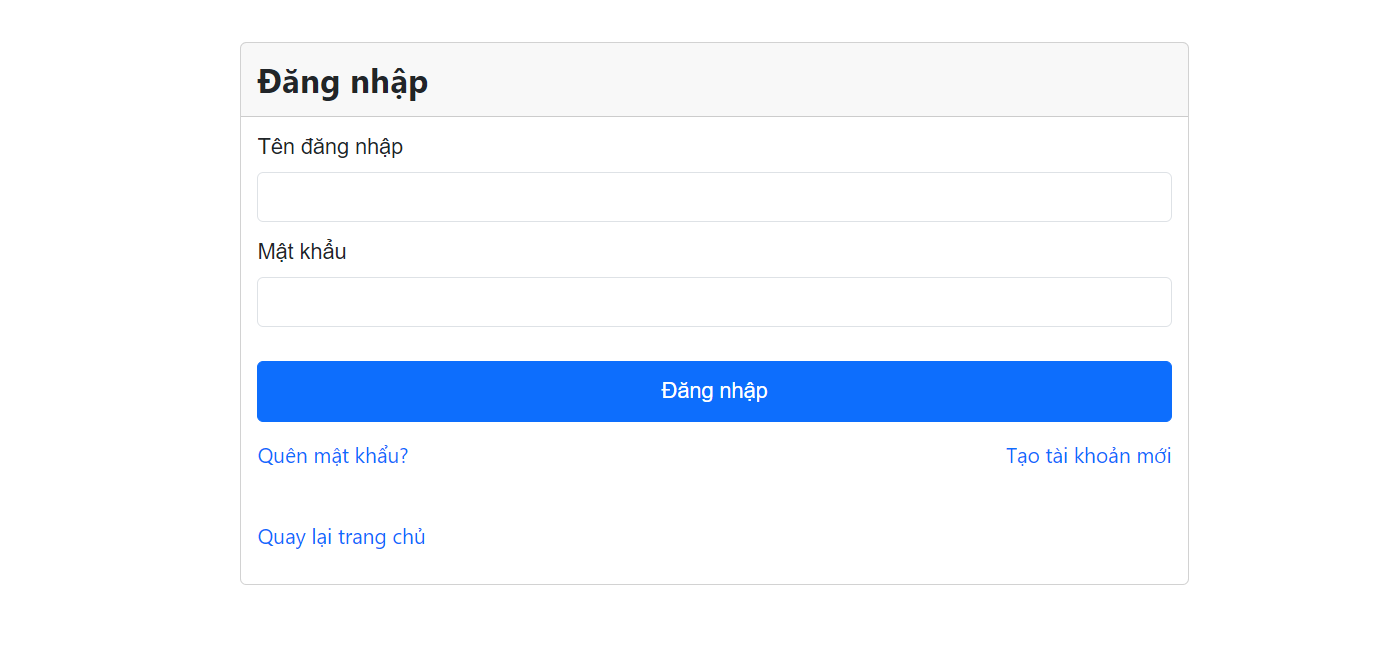 Đăng nhập
Tên đăng nhập
Mật khẩu
Đăng nhập
Quên mật khẩu? Tạo tài khoản mới
Quay lại trang chủ